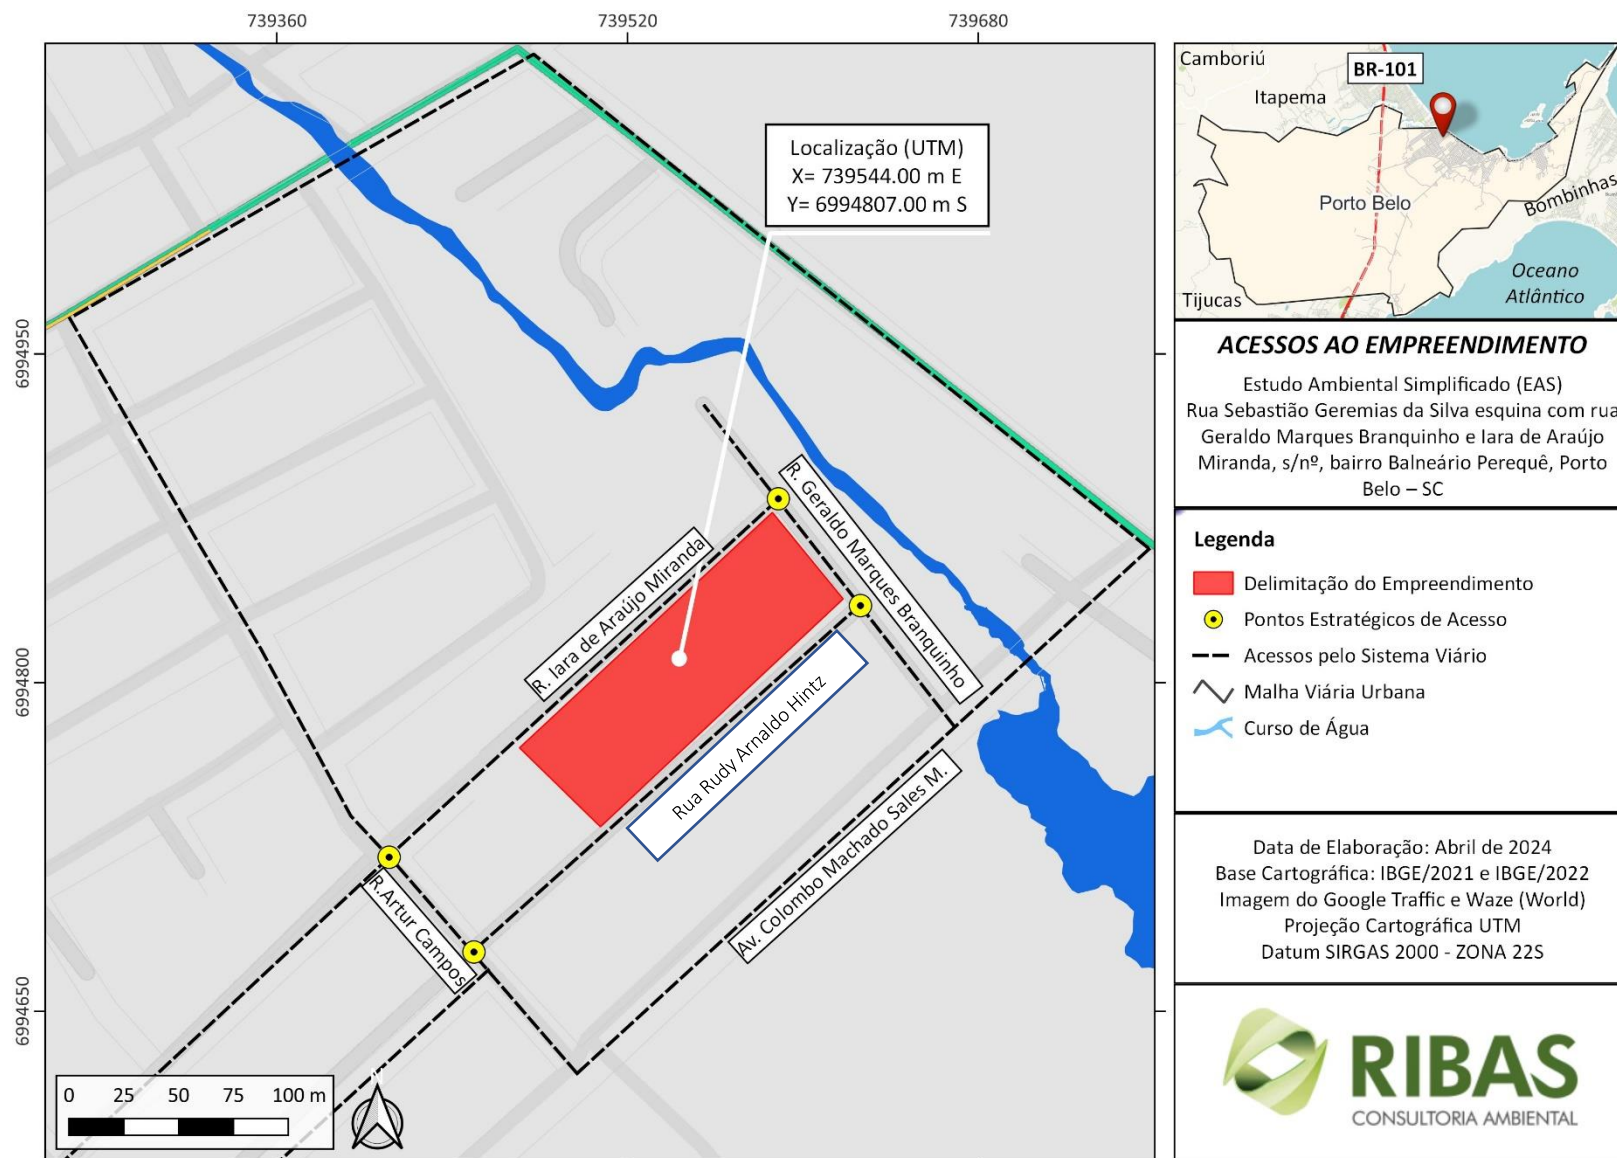 739360
739520
739680
6994950
6994800
6994650
Localização (UTM)
X= 739544.00 m E
Y= 6994807.00 m S
R. Geraldo Marques Branquinho
R. Iara de Araújo Miranda
Rua Rudy Arnaldo Hintz
Av. Colombo Machado Sales M.
R.Artur Campos
0 25 50 75 100 m
N
Camboriú
BR-101
Itapema
Porto Belo
Bombinhas
Oceano
Atlântico
Tijucas
ACESSOS AO EMPREENDIMENTO
Estudo Ambiental Simplificado (EAS)
Rua Sebastião Geremias da Silva esquina com rua
Geraldo Marques Branquinho e Iara de Araújo
Miranda, s/nº, bairro Balneário Perequê, Porto
Belo – SC
Legenda
Delimitação do Empreendimento
Pontos Estratégicos de Acesso
Acessos pelo Sistema Viário
Malha Viária Urbana
Curso de Água
Data de Elaboração: Abril de 2024
Base Cartográfica: IBGE/2021 e IBGE/2022
Imagem do Google Traffic e Waze (World)
Projeção Cartográfica UTM
Datum SIRGAS 2000 - ZONA 22S
RIBAS
CONSULTORIA AMBIENTAL